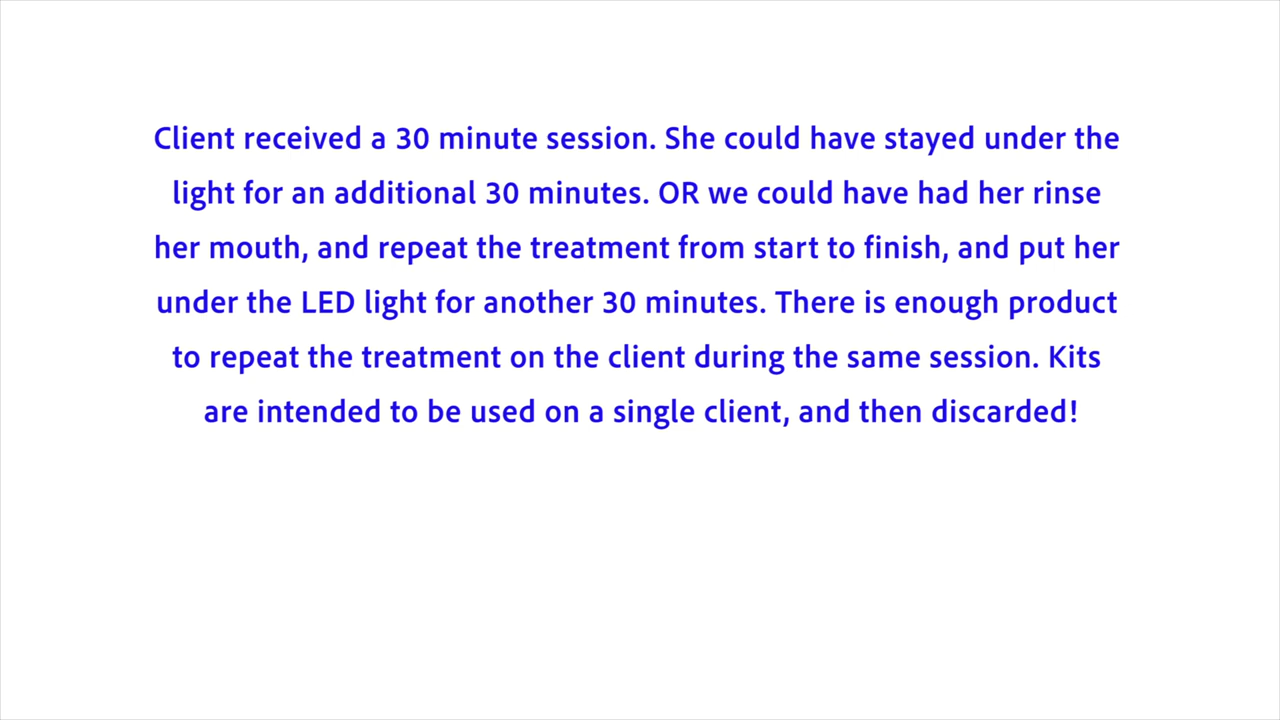 Client received a 30 minute session. She could have stayed under the
light for an additional 30 minutes. OR we could have had her rinse
her mouth, and repeat the treatment from start to finish, and put her
under the LED light for another 30 minutes. There is enough product
to repeat the treatment on the client during the same session. Kits
are intended to be used on a single client, and then discarded!